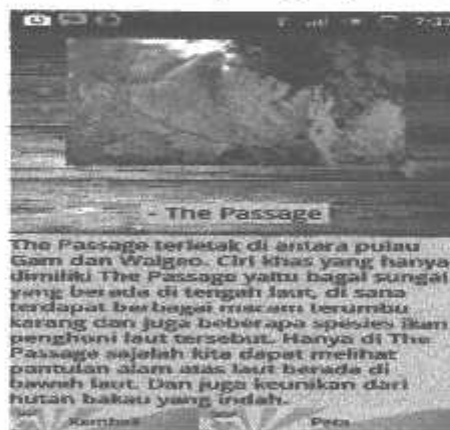 7:33
- The Passage
The Passage terletak di antara pulau
Gam dan Waigeo. Ciri khas yang hanya
dimiliki The Passage yaitu bagai sungai
yang berada di tengah laut, di sana
terdapat berbagai macam terumbu
karang dan juga beberapa spesies ikan
penghuni laut tersebut. Hanya di The
Passage sajalah kita dapat melihat
pantulan alam atas laut berada di
bawah laut. Dan juga keunikan dari
hutan bakau yang indah.
Kembali
Peta